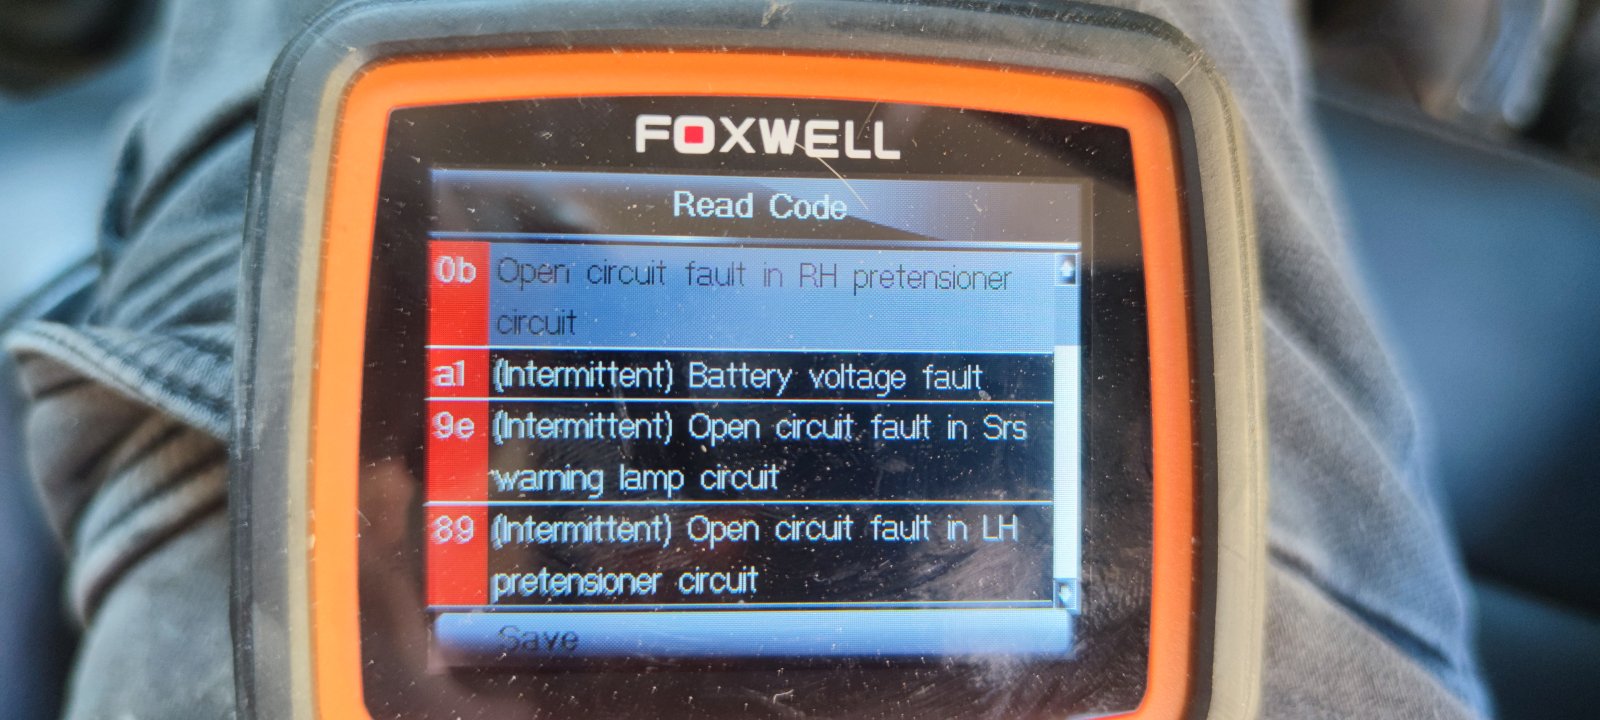 FOXWELL
Read Code
0b Open circuit fault in RH pretensioner
circuit
a1 (Intermittent) Battery voltage fault
9e (Intermittent) Open circuit fault in Srs
warning lamp circuit
89 (Intermittent) Open circuit fault in LH
pretensioner circuit
Save